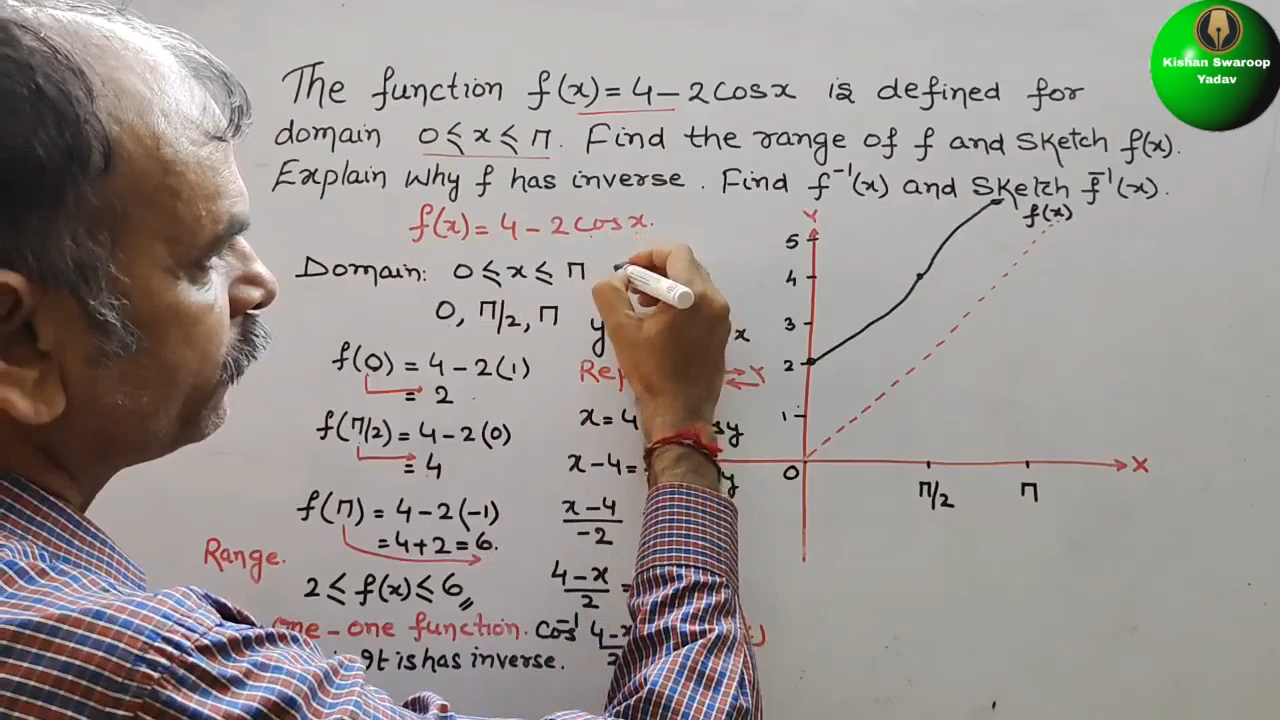 Kishan Swaroop
Yadav
The function f(x) = 4 - 2cosx is defined for
domain 0 ≤ x ≤ π. Find the range of f and sketch f(x).
Explain why f has inverse. Find f⁻¹(x) and sketch f⁻¹(x).
f(x) = 4 - 2cosx.
Domain: 0 ≤ x ≤ π
0, π/2, π
f(0) = 4 - 2(1)
= 2
f(π/2) = 4 - 2(0)
= 4
f(π) = 4 - 2(-1)
= 4 + 2 = 6.
Range.
2 ≤ f(x) ≤ 6
one-one function.
It is has inverse.
y x
Y
x = 4 y
x - 4 = y
x - 4 / -2
4 - x / 2 =
cos⁻¹ 4 - x / 2
Y
5
4
3
2
1
0
π/2
π
X
f(x)